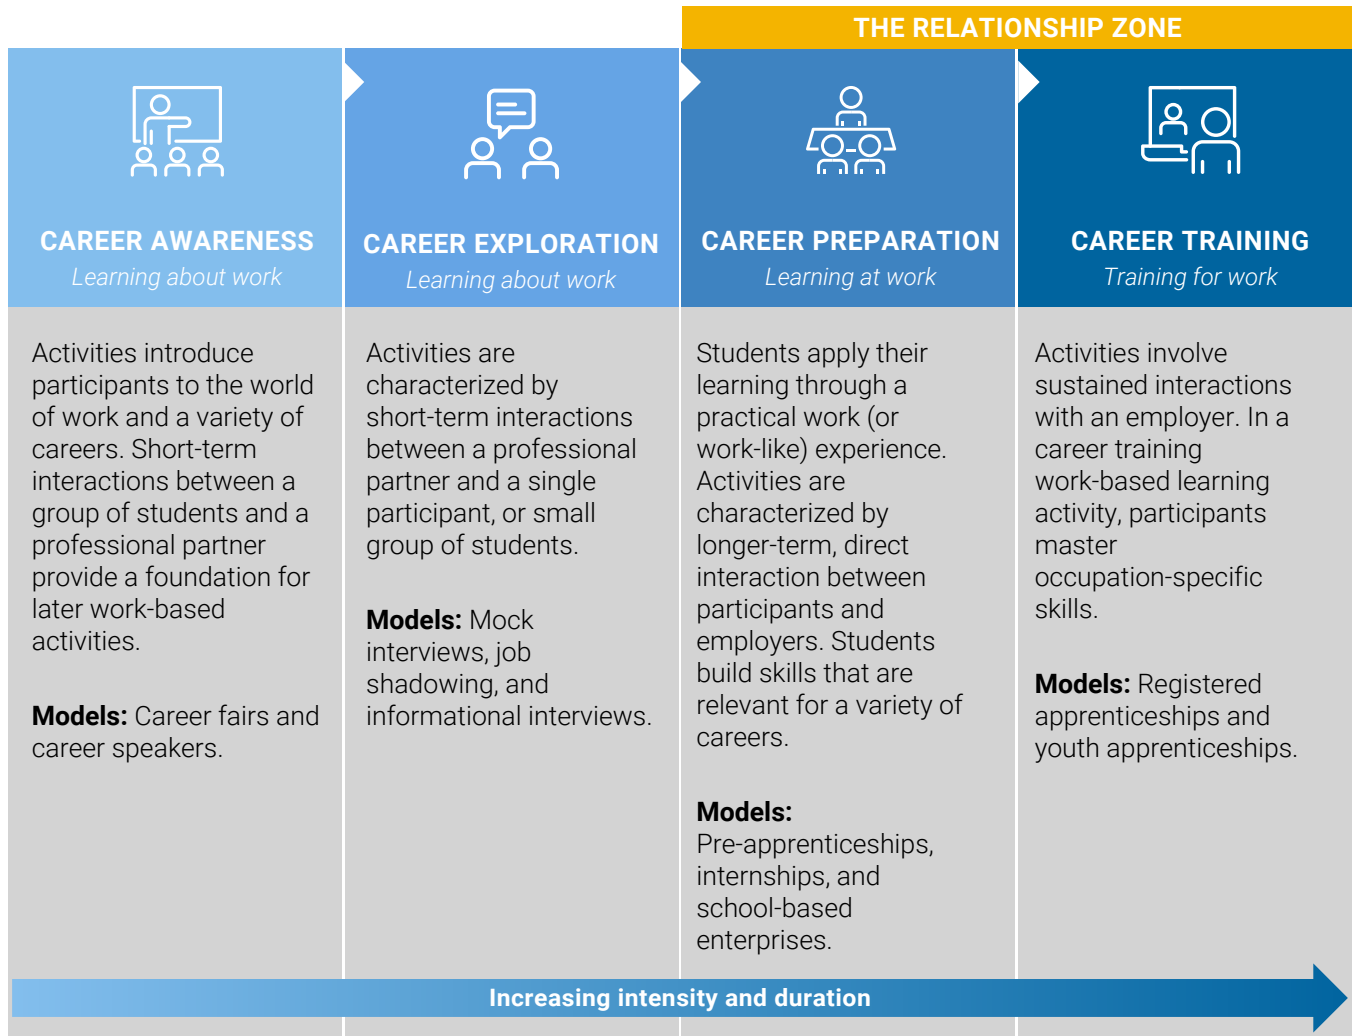 THE RELATIONSHIP ZONE
CAREER AWARENESS
Learning about work
Activities introduce
participants to the world
of work and a variety of
careers. Short-term
interactions between a
group of students and a
professional partner
provide a foundation for
later work-based
activities.
Models: Career fairs and
career speakers.
CAREER EXPLORATION
Learning about work
Activities are
characterized by
short-term interactions
between a professional
partner and a single
participant, or small
group of students.
Models: Mock
interviews, job
shadowing, and
informational interviews.
CAREER PREPARATION
Learning at work
Students apply their
learning through a
practical work (or
work-like) experience.
Activities are
characterized by
longer-term, direct
interaction between
participants and
employers. Students
build skills that are
relevant for a variety of
careers.
Models:
Pre-apprenticeships,
internships, and
school-based
enterprises.
CAREER TRAINING
Training for work
Activities involve
sustained interactions
with an employer. In a
career training
work-based learning
activity, participants
master
occupation-specific
skills.
Models: Registered
apprenticeships and
youth apprenticeships.
Increasing intensity and duration